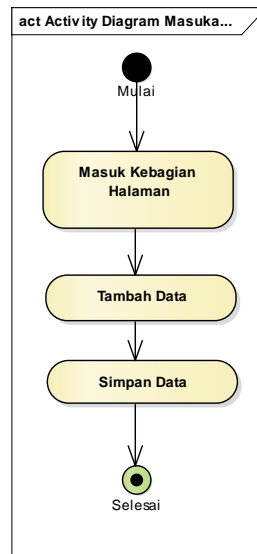 act Activity Diagram Masuka...
Mulai
Masuk Kebagian
Halaman
Tambah Data
Simpan Data
Selesai